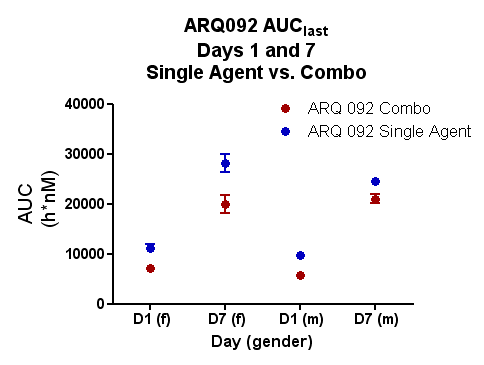 ARQ092 AUClast
Days 1 and 7
Single Agent vs. Combo
ARQ 092 Combo
ARQ 092 Single Agent
AUC
(h*nM)
40000
30000
20000
10000
0
D1 (f)
D7 (f)
D1 (m)
D7 (m)
Day (gender)